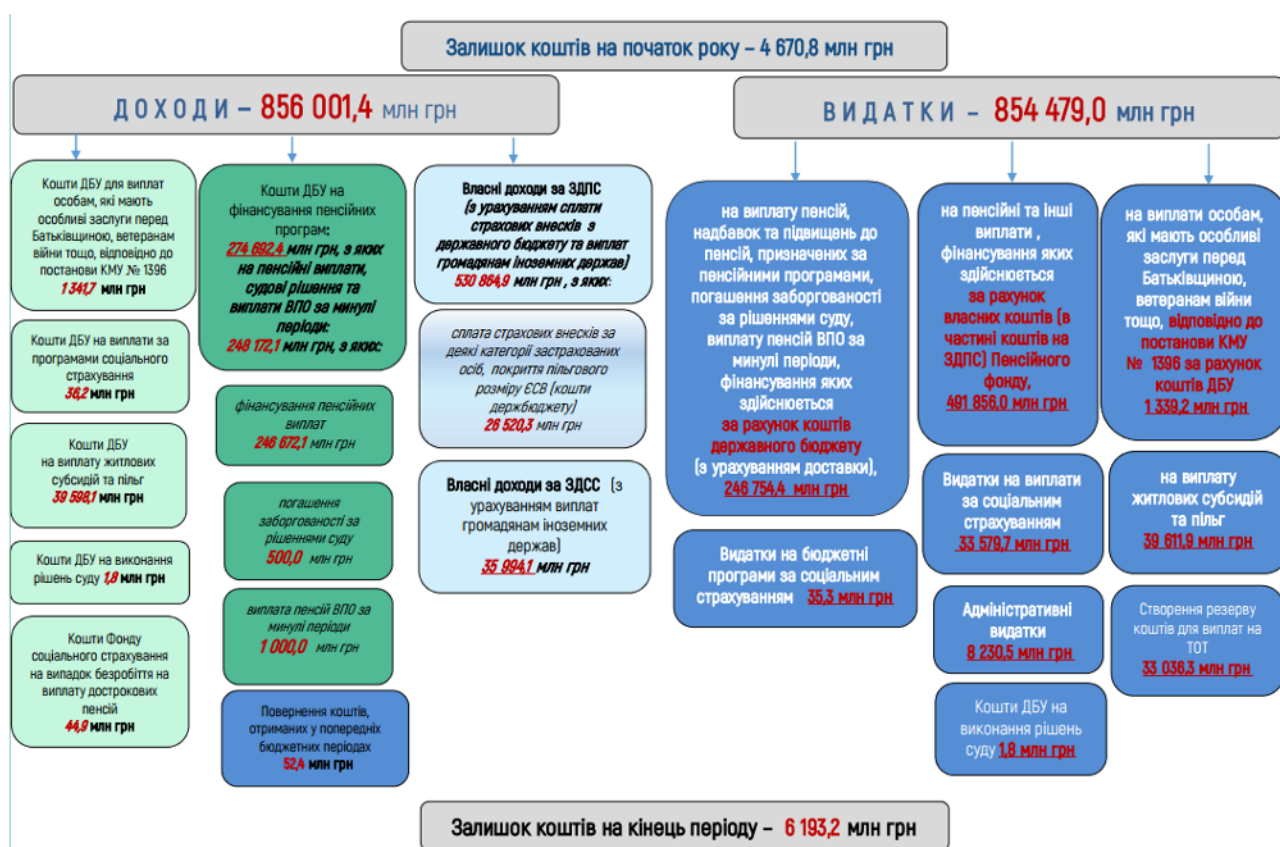 Залишок коштів на початок року – 4 670,8 млн грн
ДОХОДИ – 856 001,4 млн грн
ВИДАТКИ – 854 479,0 млн грн
Кошти ДБУ для виплат
особам, які мають
особливі заслуги перед
Батьківщиною, ветеранам
війни тощо, відповідно до
постанови КМУ № 1396
1 341,7 млн грн
Кошти ДБУ на виплати за
програмами соціального
страхування
36,2 млн грн
Кошти ДБУ
на виплату житлових
субсидій та пільг
39 598,1 млн грн
Кошти ДБУ на виконання
рішень суду 1,8 млн грн
Кошти Фонду
соціального страхування
на випадок безробіття на
виплату дострокових
пенсій
44,9 млн грн
Кошти ДБУ на
фінансування пенсійних
програм:
274 692,4 млн грн, з яких
на пенсійні виплати,
судові рішення та
виплати ВПО за минулі
періоди:
248 172,1 млн грн, з яких:
фінансування пенсійних
виплат
246 672,1 млн грн
погашення
заборгованості за
рішеннями суду
500,0 млн грн
виплата пенсій ВПО за
минулі періоди
1 000,0 млн грн
Повернення коштів,
отриманих у попередніх
бюджетних періодах
52,4 млн грн
Власні доходи за ЗДПС
(з урахуванням сплати
страхових внесків з
державного бюджету та виплат
громадянам іноземних держав)
530 864,9 млн грн , з яких:
сплата страхових внесків за
деякі категорії застрахованих
осіб, покриття пільгового
розміру ЄСВ (кошти
держбюджету)
26 520,3 млн грн
Власні доходи за ЗДСС (з
урахуванням виплат
громадянам іноземних
держав)
35 994,1 млн грн
на виплату пенсій,
надбавок та підвищень до
пенсій, призначених за
пенсійними програмами,
погашення заборгованості
за рішеннями суду,
виплату пенсій ВПО за
минулі періоди,
фінансування яких
здійснюється
за рахунок коштів
державного бюджету
(з урахуванням доставки),
246 754,4 млн грн
Видатки на бюджетні
програми за соціальним
страхуванням 35,3 млн грн
на пенсійні та інші
виплати ,
фінансування яких
здійснюється
за рахунок
власних коштів (в
частині коштів на
ЗДПС) Пенсійного
фонду,
491 856,0 млн грн
Видатки на виплати
за соціальним
страхуванням
33 579,7 млн грн
Адміністративні
видатки
8 230,5 млн грн
Кошти ДБУ на
виконання рішень
суду 1,8 млн грн
на виплати особам,
які мають особливі
заслуги перед
Батьківщиною,
ветеранам війни
тощо, відповідно до
постанови КМУ
№ 1396 за рахунок
коштів ДБУ
1 339,2 млн грн
на виплату
житлових субсидій
та пільг
39 611,9 млн грн
Створення резерву
коштів для виплат на
ТОТ
33 036,3 млн грн
Залишок коштів на кінець періоду – 6 193,2 млн грн